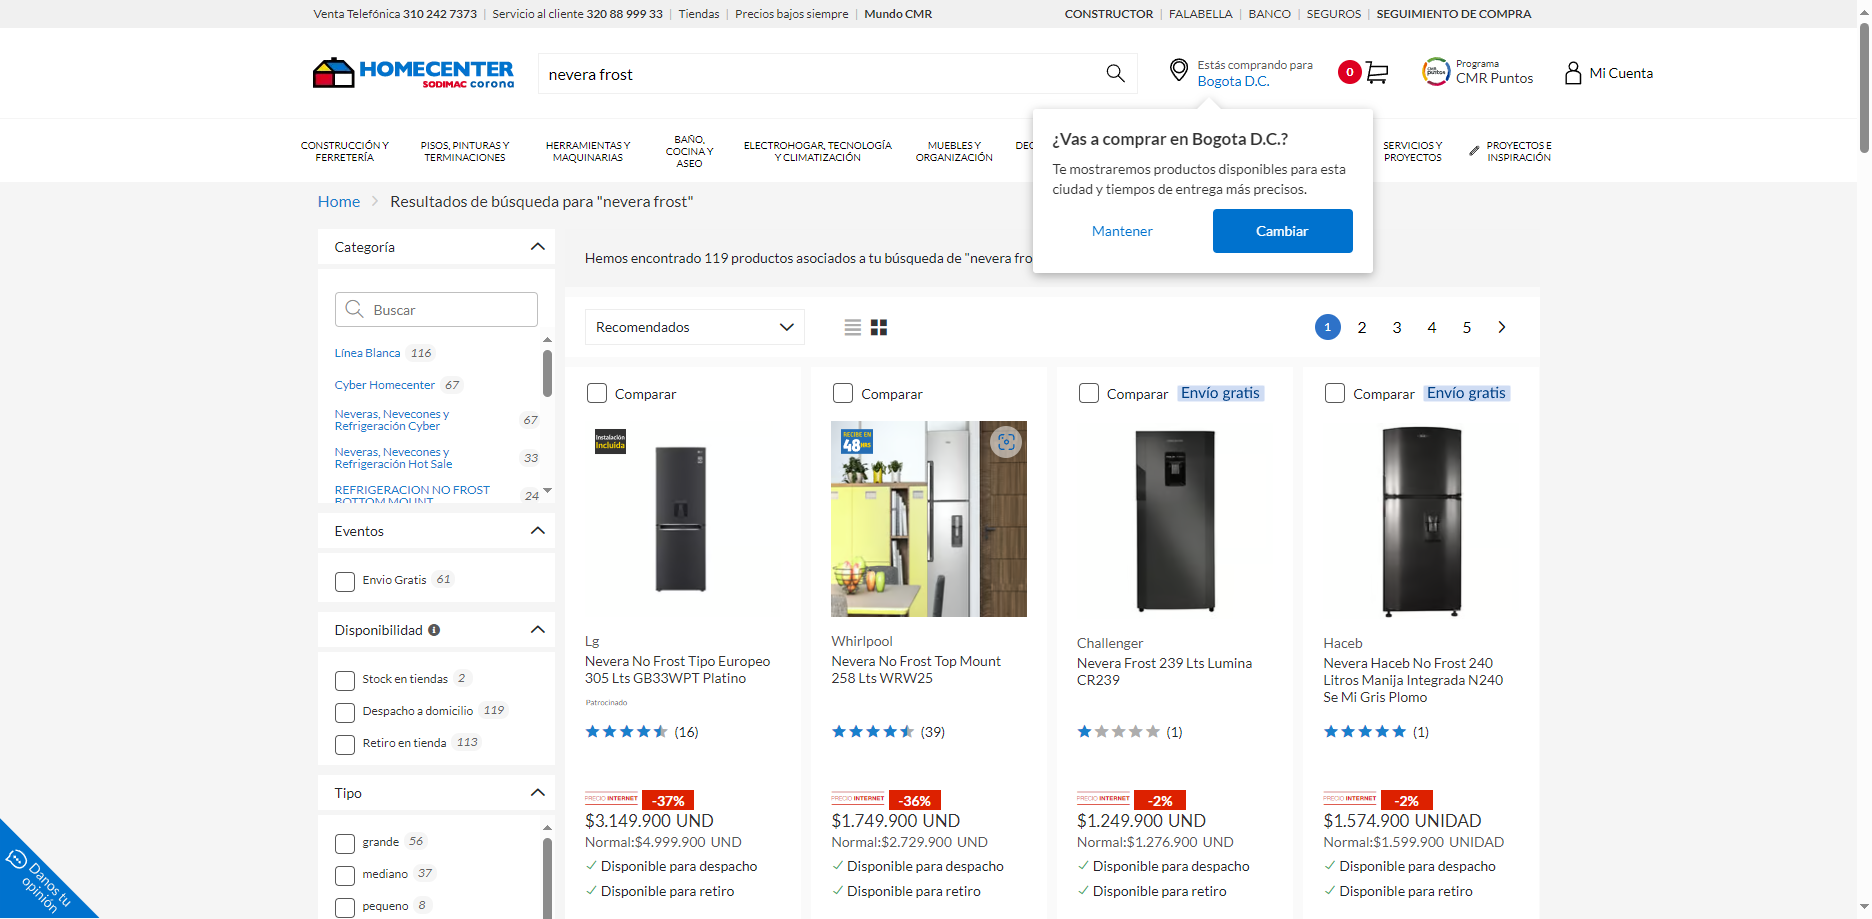 Venta Telefónica 310 242 7373 | Servicio al cliente 320 88 999 33 | Tiendas | Precios bajos siempre | Mundo CMR
CONSTRUCTOR | FALABELLA | BANCO | SEGUROS | SEGUIMIENTO DE COMPRA
HOMECENTER
SODIMAC corona
nevera frost
Estás comprando para
Bogota D.C.
0
CMR puntos
Programa
CMR Puntos
Mi Cuenta
CONSTRUCCIÓN Y
FERRETERÍA
PISOS, PINTURAS Y
TERMINACIONES
HERRAMIENTAS Y
MAQUINARIAS
BAÑO,
COCINA Y
ASEO
ELECTROHOGAR, TECNOLOGÍA
Y CLIMATIZACIÓN
MUEBLES Y
ORGANIZACIÓN
DEC
SERVICIOS Y
PROYECTOS
PROYECTOS E
INSPIRACIÓN
¿Vas a comprar en Bogota D.C.?
Te mostraremos productos disponibles para esta
ciudad y tiempos de entrega más precisos.
Mantener
Cambiar
Home > Resultados de búsqueda para "nevera frost"
Categoría
Buscar
Línea Blanca 116
Cyber Homecenter 67
Neveras, Nevecones y
Refrigeración Cyber 67
Neveras, Nevecones y
Refrigeración Hot Sale 33
REFRIGERACION NO FROST
BOTTOM MOUNT 24
Eventos
Envio Gratis 61
Disponibilidad
Stock en tiendas 2
Despacho a domicilio 119
Retiro en tienda 113
Tipo
grande 56
mediano 37
pequeno 8
Danos tu
opinión
Hemos encontrado 119 productos asociados a tu búsqueda de "nevera fro
Recomendados
1 2 3 4 5
Comparar
Instalación
Incluida
Lg
Nevera No Frost Tipo Europeo
305 Lts GB33WPT Platino
Patrocinado
(16)
PRECIO INTERNET -37%
$3.149.900 UND
Normal:$4.999.900 UND
Disponible para despacho
Disponible para retiro
Comparar
RECIBE EN
48HRS
Whirlpool
Nevera No Frost Top Mount
258 Lts WRW25
(39)
PRECIO INTERNET -36%
$1.749.900 UND
Normal:$2.729.900 UND
Disponible para despacho
Disponible para retiro
Comparar Envío gratis
Challenger
Nevera Frost 239 Lts Lumina
CR239
(1)
PRECIO INTERNET -2%
$1.249.900 UND
Normal:$1.276.900 UND
Disponible para despacho
Disponible para retiro
Comparar Envío gratis
Haceb
Nevera Haceb No Frost 240
Litros Manija Integrada N240
Se Mi Gris Plomo
(1)
PRECIO INTERNET -2%
$1.574.900 UNIDAD
Normal:$1.599.900 UNIDAD
Disponible para despacho
Disponible para retiro